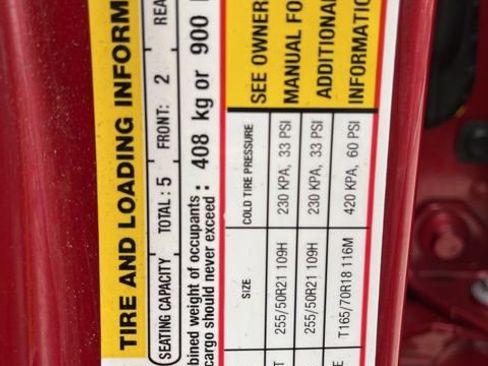 TIRE AND LOADING INFORM
SEATING CAPACITY TOTAL : 5 FRONT: 2 REA
bined weight of occupants
cargo should never exceed : 408 kg or 900
SIZE COLD TIRE PRESSURE SEE OWNER
MANUAL FO
ADDITIONAL
INFORMATIO
T 255/50R21 109H 230 KPA, 33 PSI
255/50R21 109H 230 KPA, 33 PSI
E T165/70R18 116M 420 KPA, 60 PSI